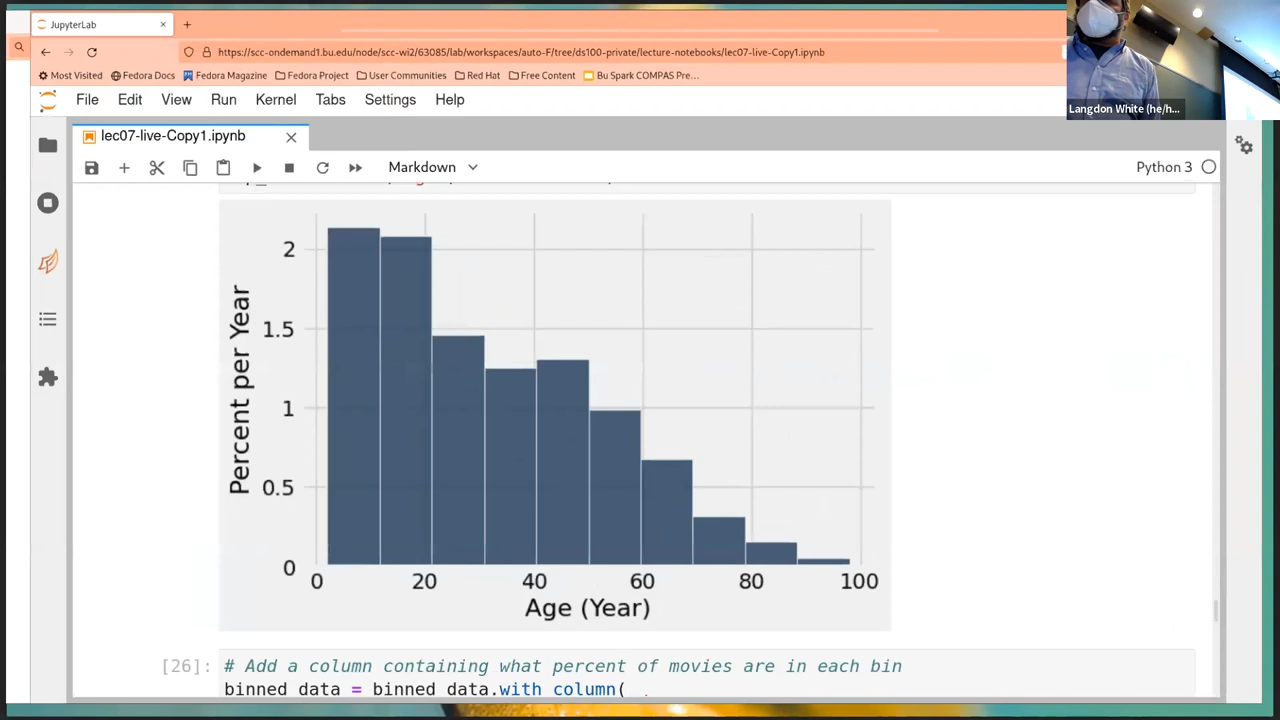 JupyterLab
https://scc-ondemand1.bu.edu/node/scc-wi2/63085/lab/workspaces/auto-F/tree/ds100-private/lecture-notebooks/lec07-live-Copy1.ipynb
Most Visited Fedora Docs Fedora Magazine Fedora Project User Communities Red Hat Free Content Bu Spark COMPAS Pre…
Langdon White (he/h...
File Edit View Run Kernel Tabs Settings Help
lec07-live-Copy1.ipynb
Markdown
Python 3
Percent per Year
2
1.5
1
0.5
0
0 20 40 60 80 100
Age (Year)
[26]: # Add a column containing what percent of movies are in each bin
binned_data = binned_data.with_column(